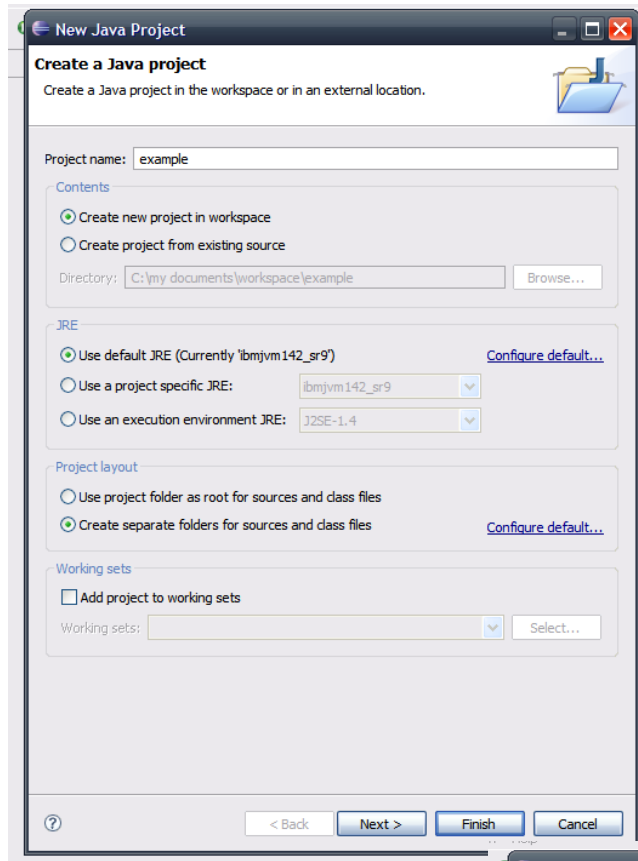 New Java Project
Create a Java project
Create a Java project in the workspace or in an external location.
Project name: example
Contents
Create new project in workspace
Create project from existing source
Directory: C:\my documents\workspace\example Browse...
JRE
Use default JRE (Currently 'ibmjvm142_sr9') Configure default...
Use a project specific JRE: ibmjvm142_sr9
Use an execution environment JRE: J2SE-1.4
Project layout
Use project folder as root for sources and class files
Create separate folders for sources and class files Configure default...
Working sets
Add project to working sets
Working sets: Select...
? < Back Next > Finish Cancel